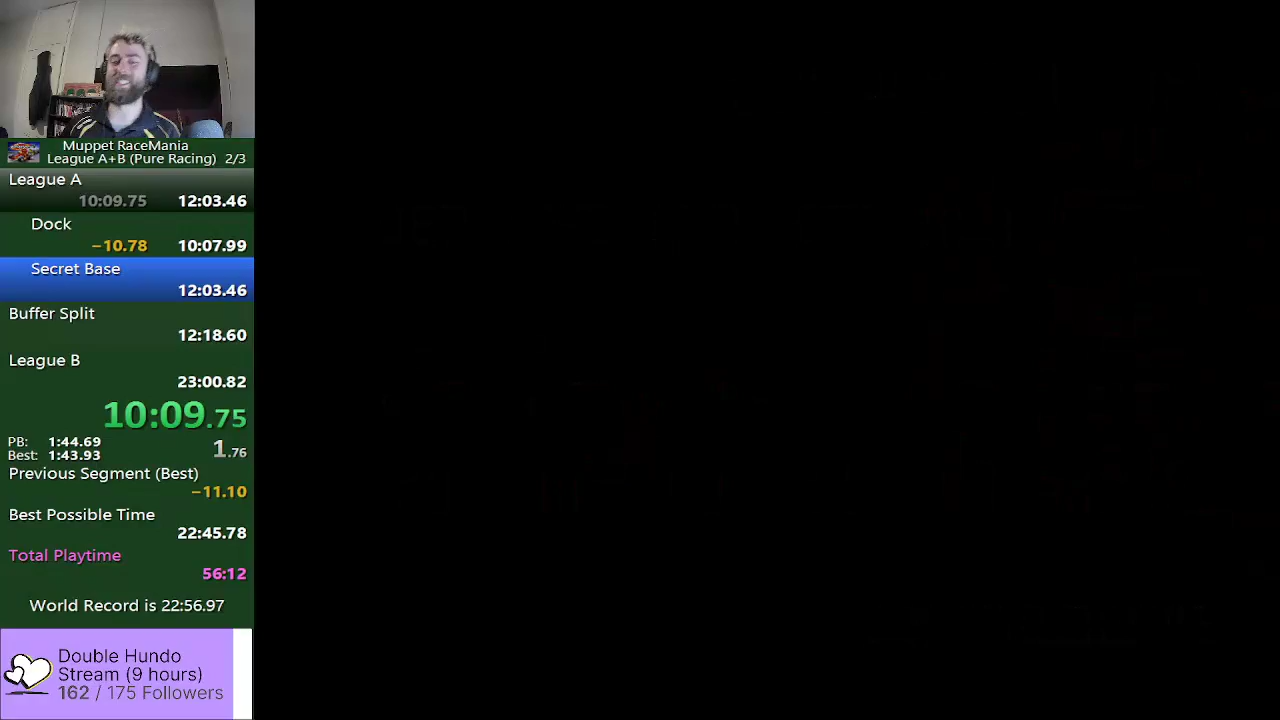 Muppet RaceMania
League A+B (Pure Racing) 2/3
League A
10:09.75 12:03.46
Dock
−10.78 10:07.99
Secret Base
12:03.46
Buffer Split
12:18.60
League B
23:00.82
10:09.75
PB: 1:44.69
Best: 1:43.93
1.76
Previous Segment (Best)
−11.10
Best Possible Time
22:45.78
Total Playtime
56:12
World Record is 22:56.97
Double Hundo
Stream (9 hours)
162 / 175 Followers